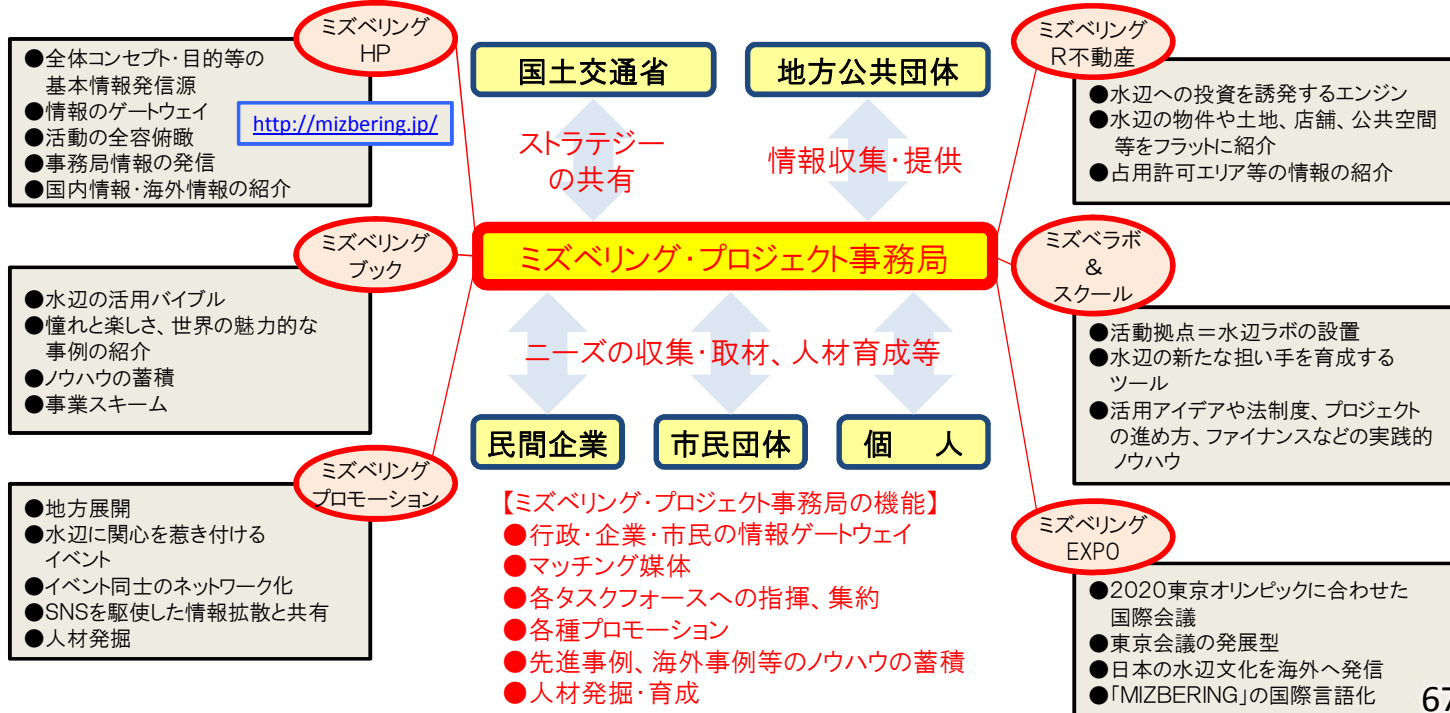 ミズベリング
HP
●全体コンセプト・目的等の
基本情報発信源
●情報のゲートウェイ
●活動の全容俯瞰
●事務局情報の発信
●国内情報・海外情報の紹介
http://mizbering.jp/
ミズベリング
ブック
●水辺の活用バイブル
●憧れと楽しさ、世界の魅力的な
事例の紹介
●ノウハウの蓄積
●事業スキーム
ミズベリング
プロモーション
●地方展開
●水辺に関心を惹き付ける
イベント
●イベント同士のネットワーク化
●SNSを駆使した情報拡散と共有
●人材発掘
国土交通省
地方公共団体
ストラテジー
の共有
情報収集・提供
ミズベリング・プロジェクト事務局
ニーズの収集・取材、人材育成等
民間企業
市民団体
個　人
【ミズベリング・プロジェクト事務局の機能】
●行政・企業・市民の情報ゲートウェイ
●マッチング媒体
●各タスクフォースへの指揮、集約
●各種プロモーション
●先進事例、海外事例等のノウハウの蓄積
●人材発掘・育成
ミズベリング
R不動産
●水辺への投資を誘発するエンジン
●水辺の物件や土地、店舗、公共空間
等をフラットに紹介
●占用許可エリア等の情報の紹介
ミズベラボ
&
スクール
●活動拠点＝水辺ラボの設置
●水辺の新たな担い手を育成する
ツール
●活用アイデアや法制度、プロジェクト
の進め方、ファイナンスなどの実践的
ノウハウ
ミズベリング
EXPO
●2020東京オリンピックに合わせた
国際会議
●東京会議の発展型
●日本の水辺文化を海外へ発信
●「MIZBERING」の国際言語化
67